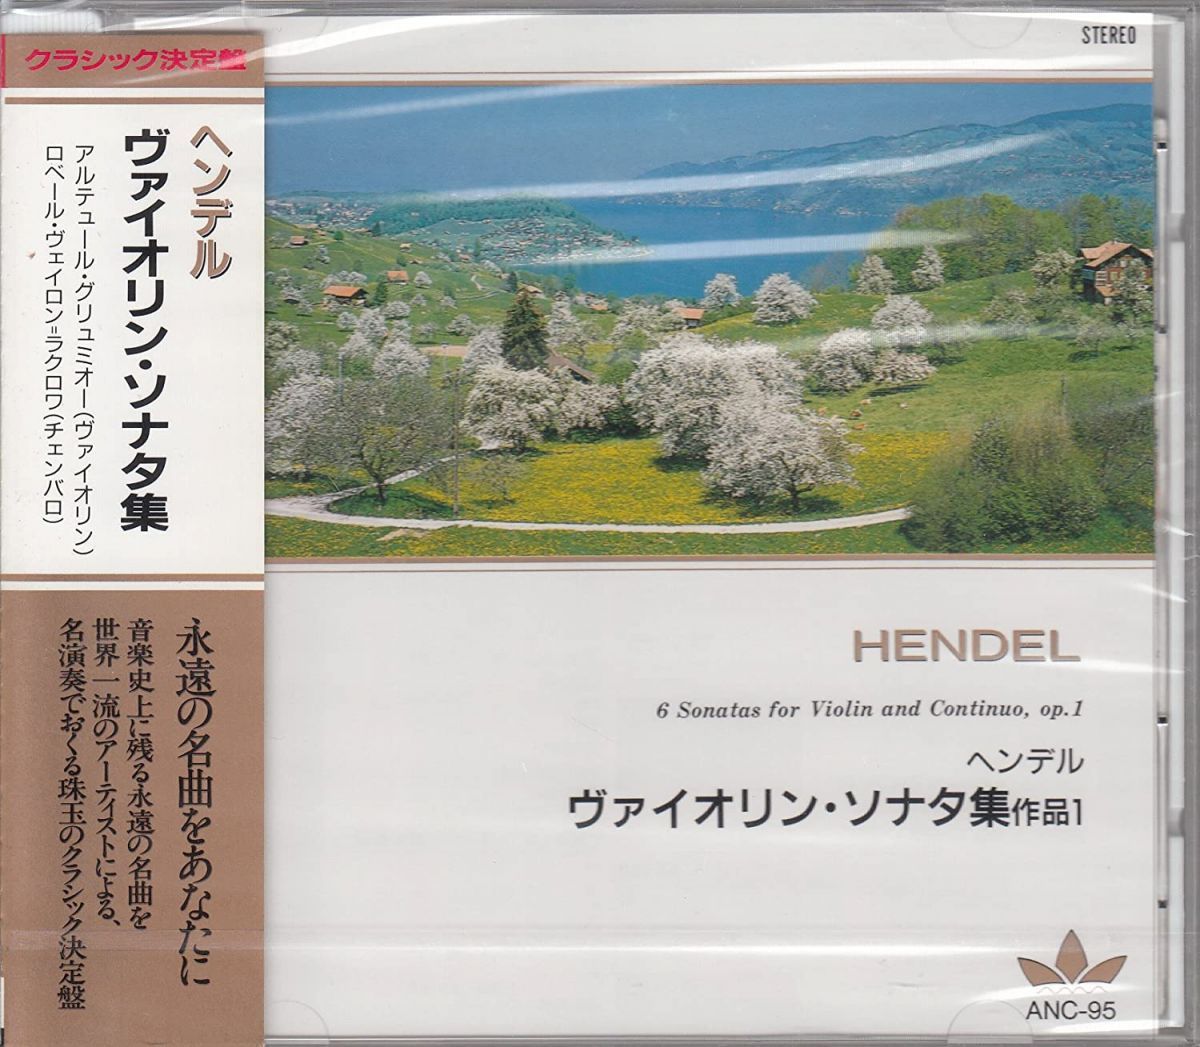 クラシック決定盤
ヘンデル
ヴァイオリン・ソナタ集
アルテュール・グリュミオー(ヴァイオリン)
ロベール・ヴェイロン=ラクロワ(チェンバロ)
永遠の名曲をあなたに
音楽史上に残る永遠の名曲を
世界一流のアーティストによる、
名演奏でおくる珠玉のクラシック決定盤
STEREO
HENDEL
6 Sonatas for Violin and Continuo, op.1
ヘンデル
ヴァイオリン・ソナタ集作品1
ANC-95